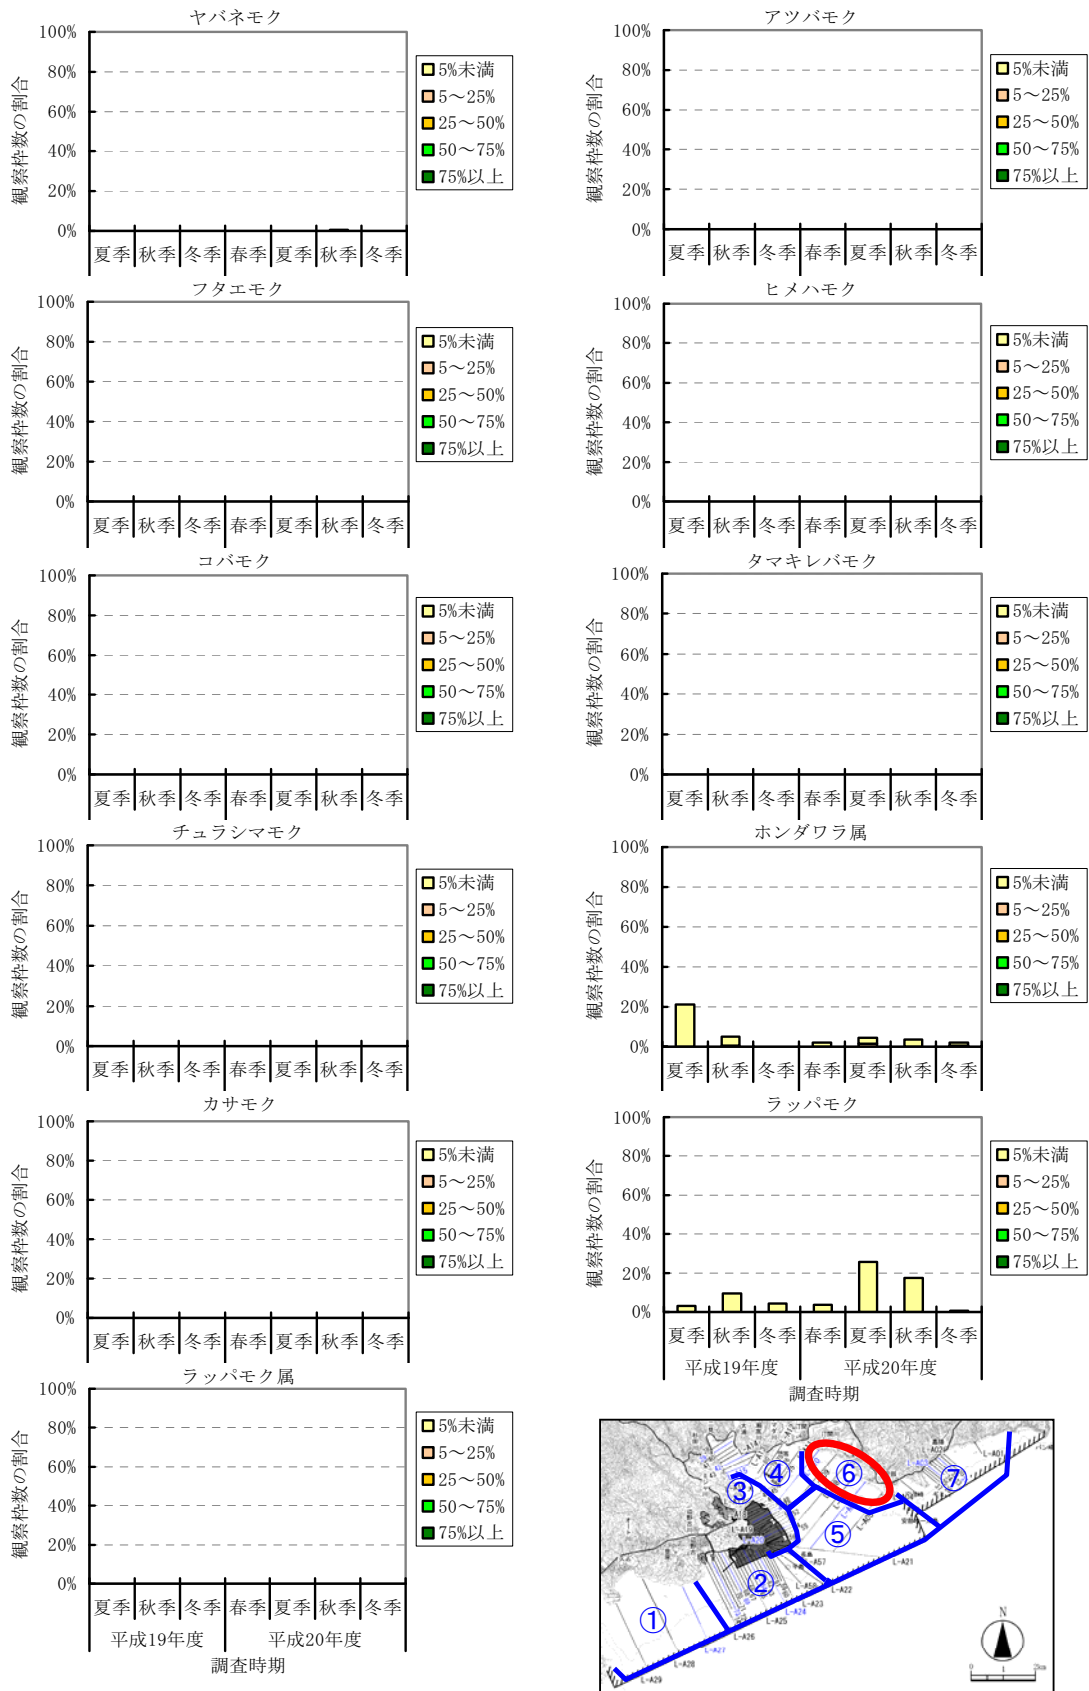 ヤバネモク
観察枠数の割合
100%
80%
60%
40%
20%
0%
夏季 秋季 冬季 春季 夏季 秋季 冬季
5%未満
5～25%
25～50%
50～75%
75%以上
アツバモク
観察枠数の割合
100%
80%
60%
40%
20%
0%
夏季 秋季 冬季 春季 夏季 秋季 冬季
5%未満
5～25%
25～50%
50～75%
75%以上
フタエモク
観察枠数の割合
100%
80%
60%
40%
20%
0%
夏季 秋季 冬季 春季 夏季 秋季 冬季
5%未満
5～25%
25～50%
50～75%
75%以上
ヒメハモク
観察枠数の割合
100%
80%
60%
40%
20%
0%
夏季 秋季 冬季 春季 夏季 秋季 冬季
5%未満
5～25%
25～50%
50～75%
75%以上
コバモク
観察枠数の割合
100%
80%
60%
40%
20%
0%
夏季 秋季 冬季 春季 夏季 秋季 冬季
5%未満
5～25%
25～50%
50～75%
75%以上
タマキレバモク
観察枠数の割合
100%
80%
60%
40%
20%
0%
夏季 秋季 冬季 春季 夏季 秋季 冬季
5%未満
5～25%
25～50%
50～75%
75%以上
チュラシマモク
観察枠数の割合
100%
80%
60%
40%
20%
0%
夏季 秋季 冬季 春季 夏季 秋季 冬季
5%未満
5～25%
25～50%
50～75%
75%以上
ホンダワラ属
観察枠数の割合
100%
80%
60%
40%
20%
0%
夏季 秋季 冬季 春季 夏季 秋季 冬季
5%未満
5～25%
25～50%
50～75%
75%以上
カサモク
観察枠数の割合
100%
80%
60%
40%
20%
0%
夏季 秋季 冬季 春季 夏季 秋季 冬季
5%未満
5～25%
25～50%
50～75%
75%以上
ラッパモク
観察枠数の割合
100%
80%
60%
40%
20%
0%
夏季 秋季 冬季 春季 夏季 秋季 冬季
平成19年度 平成20年度
調査時期
5%未満
5～25%
25～50%
50～75%
75%以上
ラッパモク属
観察枠数の割合
100%
80%
60%
40%
20%
0%
夏季 秋季 冬季 春季 夏季 秋季 冬季
平成19年度 平成20年度
調査時期
5%未満
5～25%
25～50%
50～75%
75%以上
④
⑥
⑦
③
⑤
②
①
L-A01
L-A19
L-A57
L-A21
L-A58
L-A22
L-A23
L-A24
L-A25
L-A26
L-A27
L-A28
L-A29
N
0 1 2km